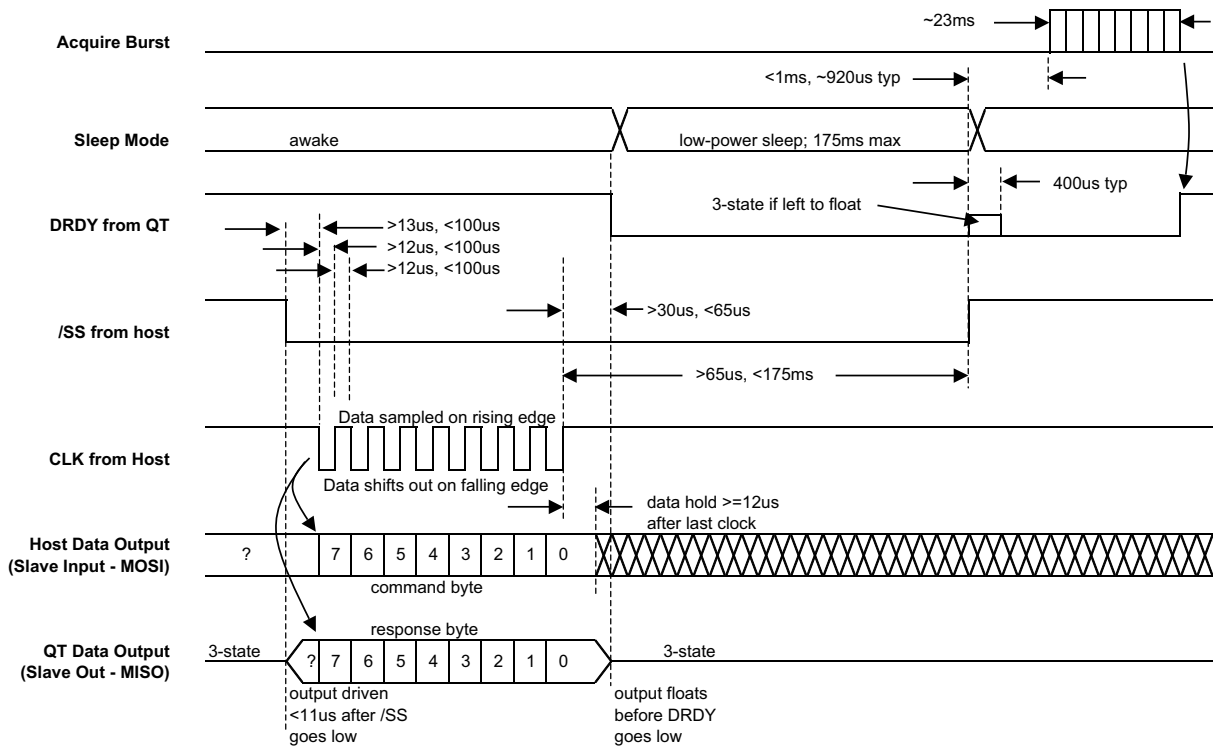 Acquire Burst
~23ms
<1ms, ~920us typ
Sleep Mode
awake
low-power sleep; 175ms max
400us typ
3-state if left to float
DRDY from QT
>13us, <100us
>12us, <100us
>12us, <100us
/SS from host
>30us, <65us
>65us, <175ms
Data sampled on rising edge
CLK from Host
Data shifts out on falling edge
data hold >=12us
after last clock
Host Data Output
(Slave Input - MOSI)
? 7 6 5 4 3 2 1 0
command byte
response byte
QT Data Output
(Slave Out - MISO)
3-state ? 7 6 5 4 3 2 1 0 3-state
output driven
<11us after /SS
goes low
output floats
before DRDY
goes low